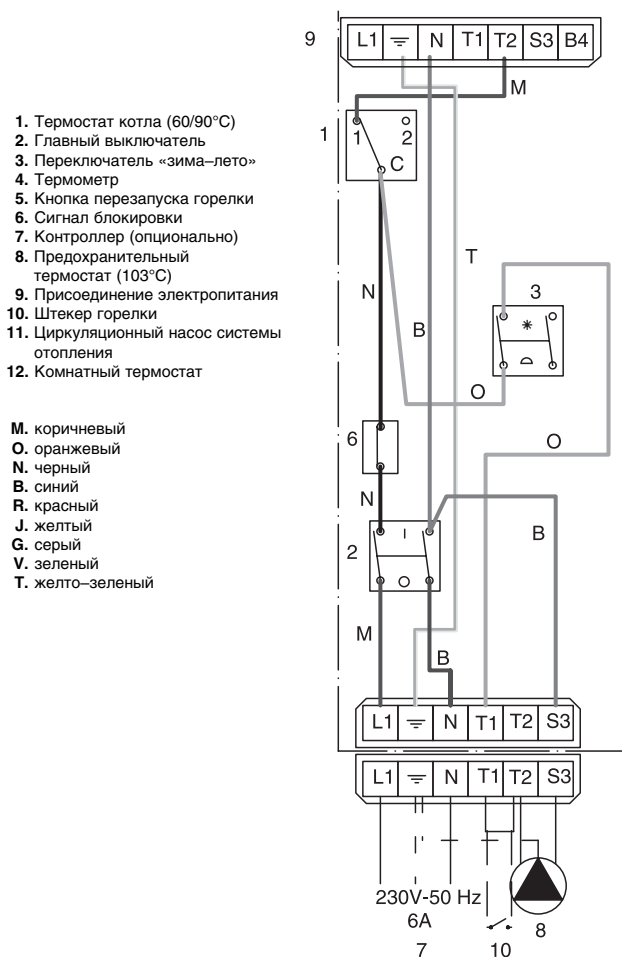 9 L1 ⏚ N T1 T2 S3 B4
M
1. Термостат котла (60/90°C)
2. Главный выключатель
3. Переключатель «зима–лето»
4. Термометр
5. Кнопка перезапуска горелки
6. Сигнал блокировки
7. Контроллер (опционально)
8. Предохранительный
термостат (103°C)
9. Присоединение электропитания
10. Штекер горелки
11. Циркуляционный насос системы
отопления
12. Комнатный термостат
M. коричневый
O. оранжевый
N. черный
B. синий
R. красный
J. желтый
G. серый
V. зеленый
T. желто–зеленый
1 1 2
C
T
N 3
B
O
6 O
N
2 I B
O
M
B
L1 ⏚ N T1 T2 S3
L1 ⏚ N T1 T2 S3
230V-50 Hz
6A
8
7 10